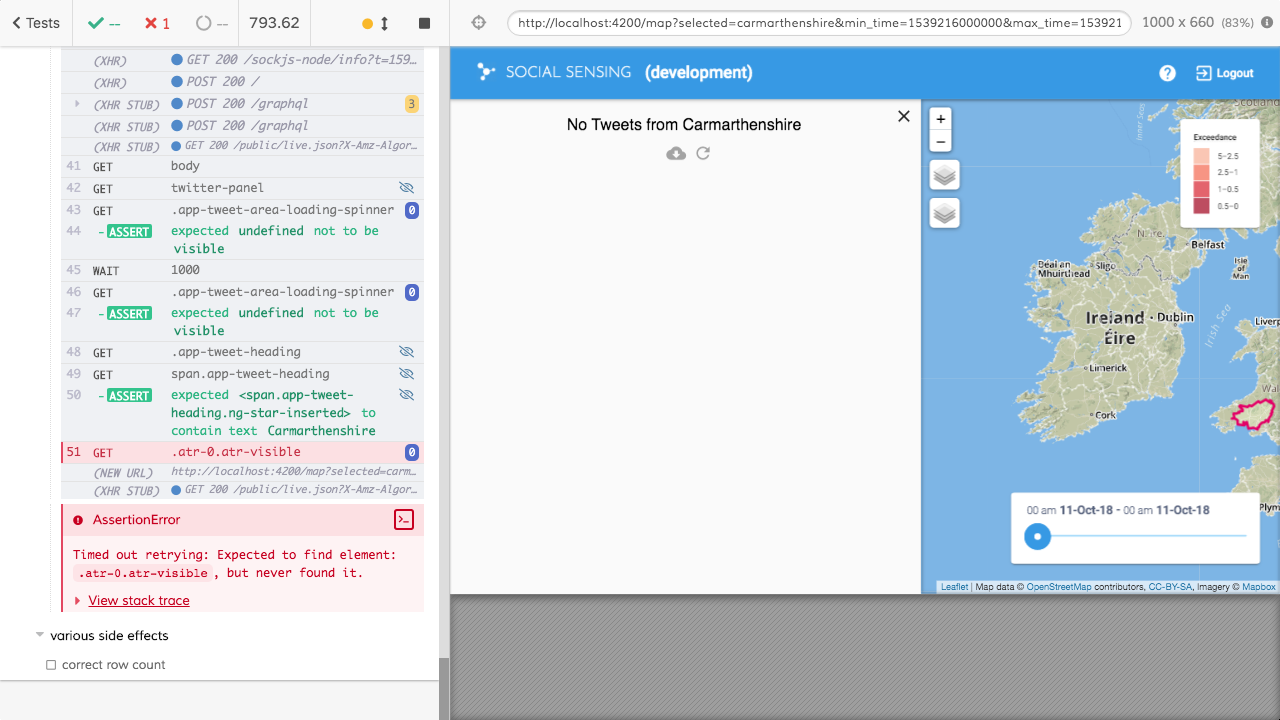 Tests
--
1
--
793.62
http://localhost:4200/map?selected=carmarthenshire&min_time=1539216000000&max_time=153921
1000 x 660 (83%)
(XHR) GET 200 /sockjs-node/info?t=159…
(XHR) POST 200 /
(XHR STUB) POST 200 /graphql 3
(XHR STUB) POST 200 /graphql
(XHR STUB) GET 200 /public/live.json?X-Amz-Algor…
41 GET body
42 GET twitter-panel
43 GET .app-tweet-area-loading-spinner 0
44 -ASSERT expected undefined not to be
visible
45 WAIT 1000
46 GET .app-tweet-area-loading-spinner 0
47 -ASSERT expected undefined not to be
visible
48 GET .app-tweet-heading
49 GET span.app-tweet-heading
50 -ASSERT expected <span.app-tweet-
heading.ng-star-inserted> to
contain text Carmarthenshire
51 GET .atr-0.atr-visible 0
(NEW URL) http://localhost:4200/map?selected=carm…
(XHR STUB) GET 200 /public/live.json?X-Amz-Algor…
AssertionError
Timed out retrying: Expected to find element:
.atr-0.atr-visible, but never found it.
View stack trace
various side effects
correct row count
SOCIAL SENSING (development)
? Logout
No Tweets from Carmarthenshire
+
−
Inner Seas
Exceedance
5–2.5
2.5–1
1–0.5
0.5–0
Belfast
Sligo
Isle
of
Man
Ireland
Éire
Dublin
Irish Sea
Liverp
Limerick
Wal
Cork
Plym
00 am 11-Oct-18 - 00 am 11-Oct-18
Leaflet | Map data © OpenStreetMap contributors, CC-BY-SA, Imagery © Mapbox